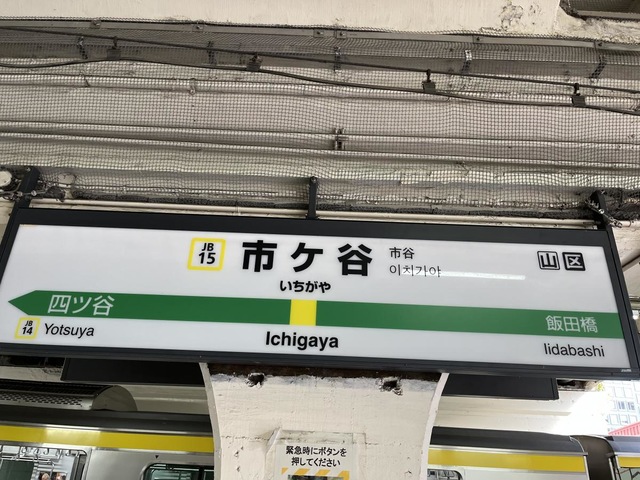 JB
15
市ケ谷
市谷
이치가야
山区
いちがや
四ツ谷
飯田橋
JB
14
Yotsuya
Ichigaya
Iidabashi
緊急時にボタンを
押してください